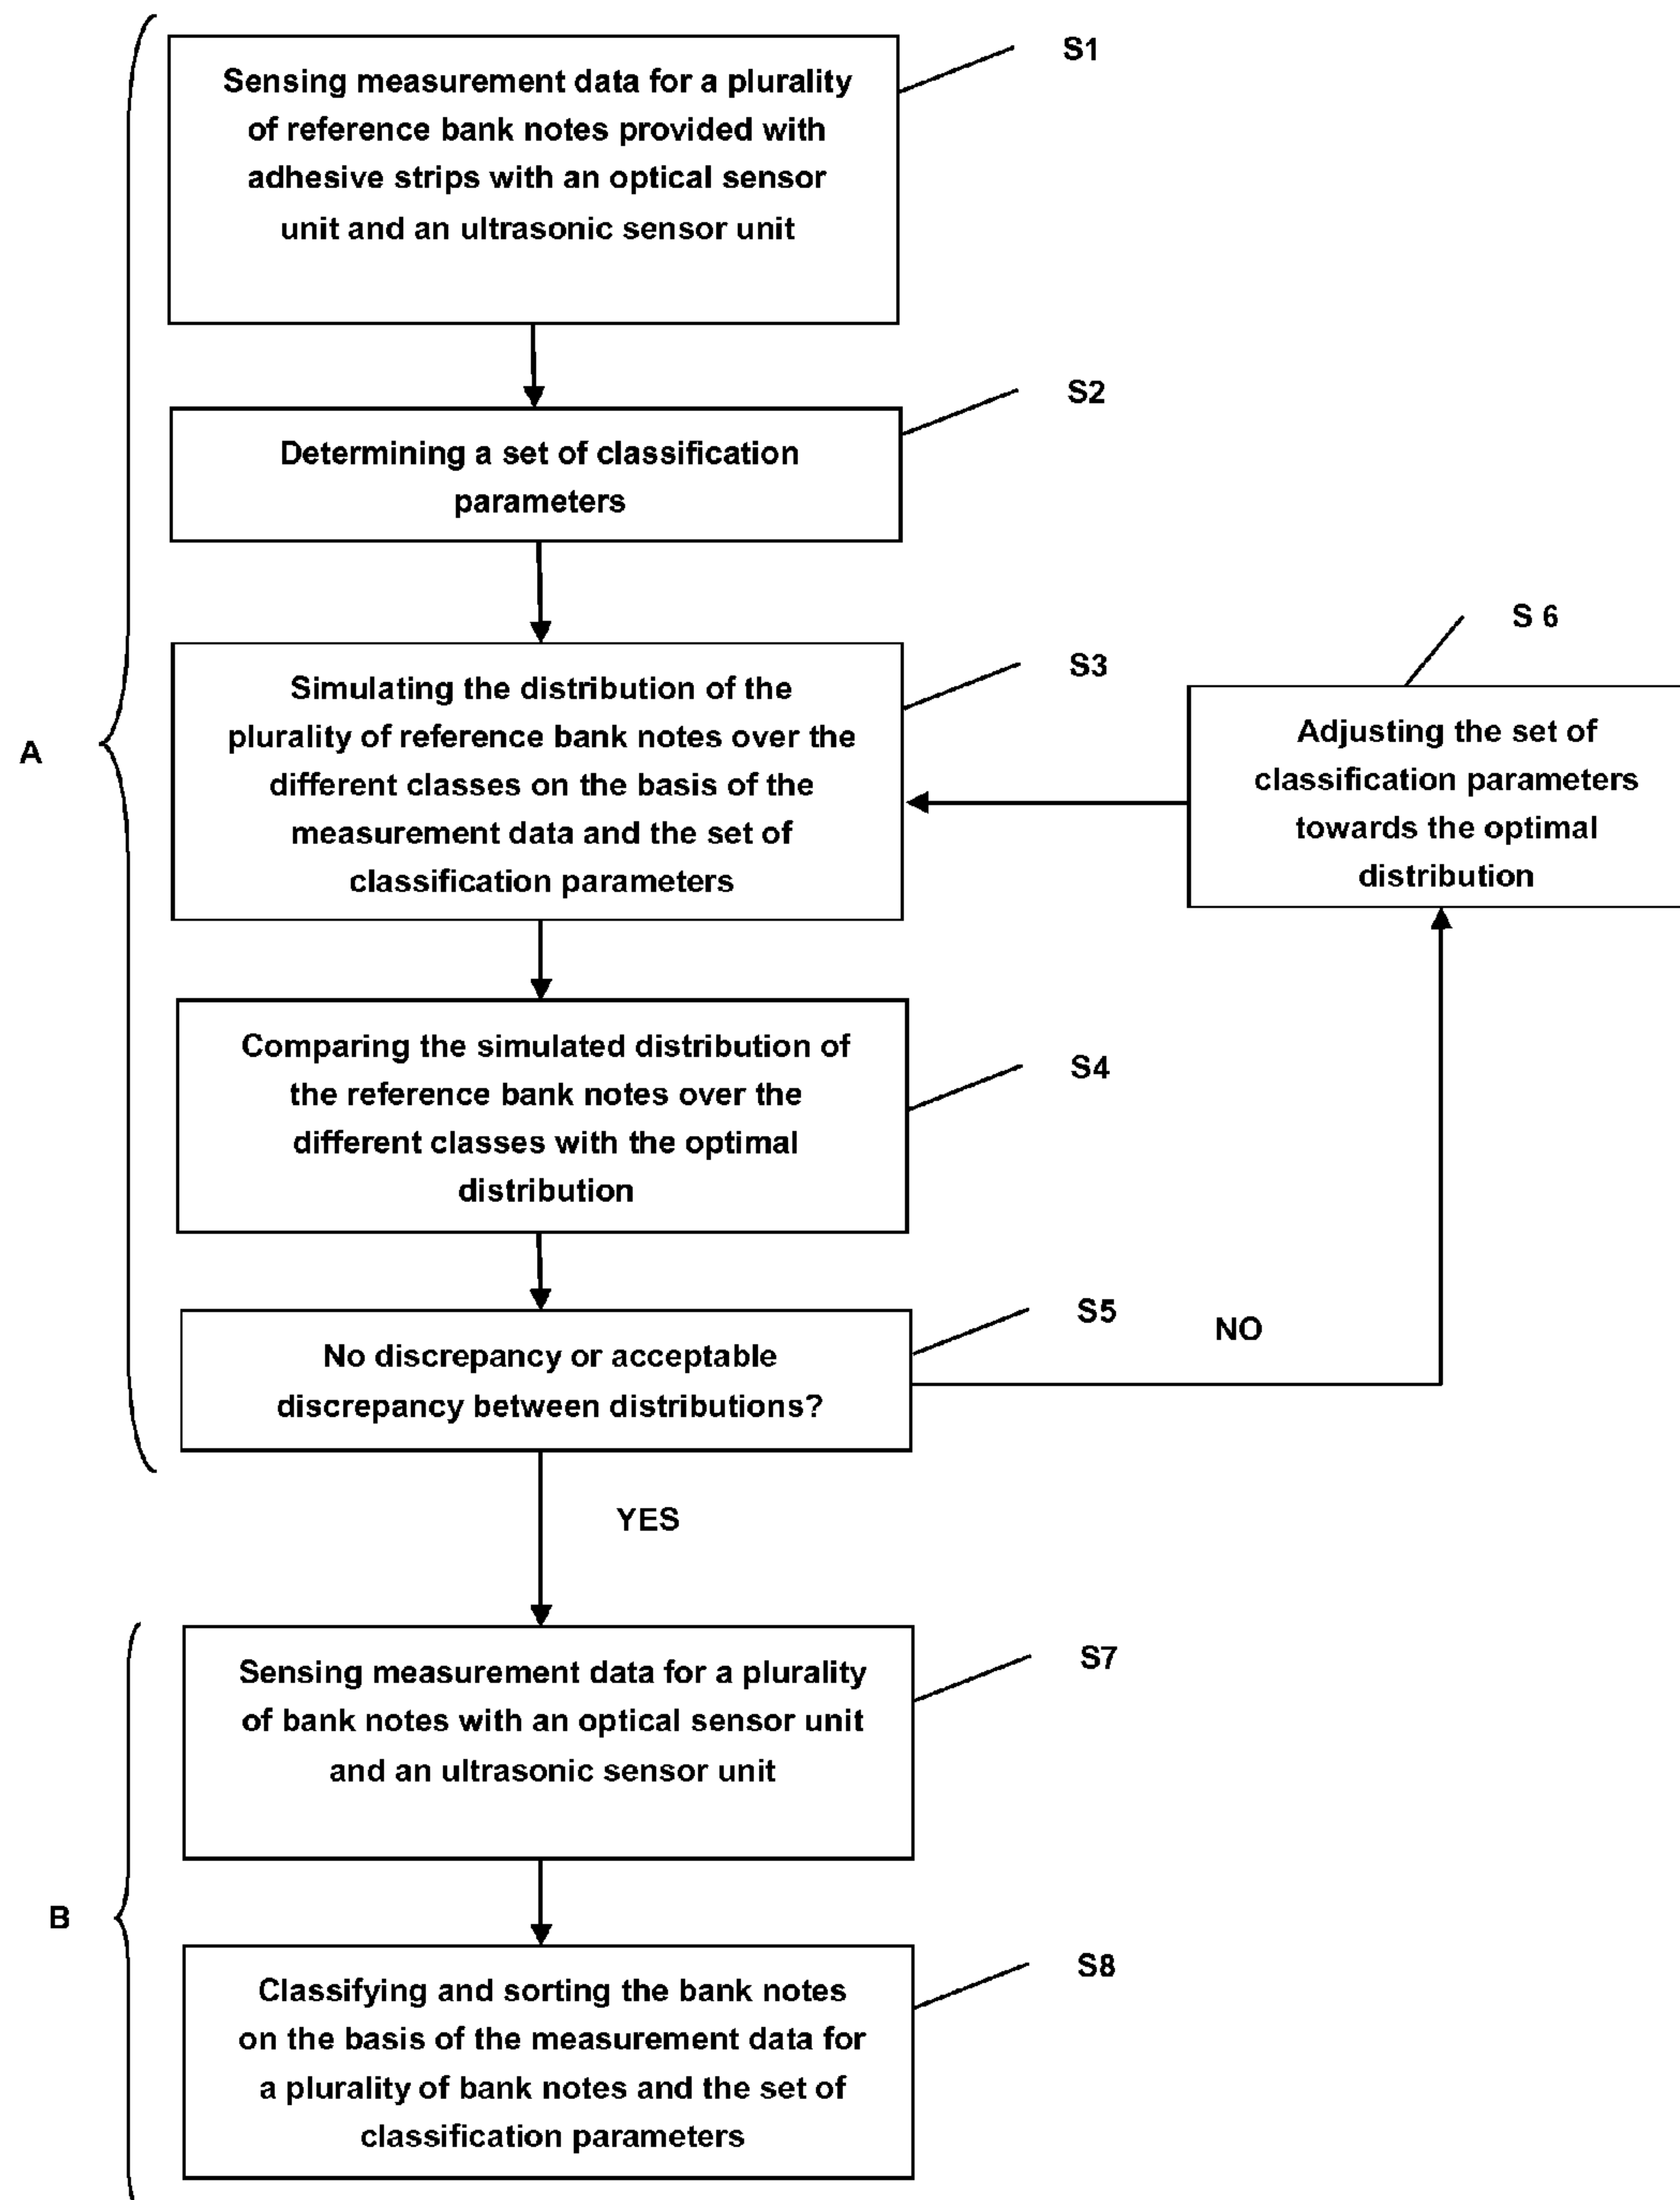 S1
Sensing measurement data for a plurality
of reference bank notes provided with
adhesive strips with an optical sensor
unit and an ultrasonic sensor unit
S2
Determining a set of classification
parameters
S3
Simulating the distribution of the
plurality of reference bank notes over the
different classes on the basis of the
measurement data and the set of
classification parameters
S 6
Adjusting the set of
classification parameters
towards the optimal
distribution
A
S4
Comparing the simulated distribution of
the reference bank notes over the
different classes with the optimal
distribution
S5
No discrepancy or acceptable
discrepancy between distributions?
NO
YES
S7
Sensing measurement data for a plurality
of bank notes with an optical sensor unit
and an ultrasonic sensor unit
B
S8
Classifying and sorting the bank notes
on the basis of the measurement data for
a plurality of bank notes and the set of
classification parameters